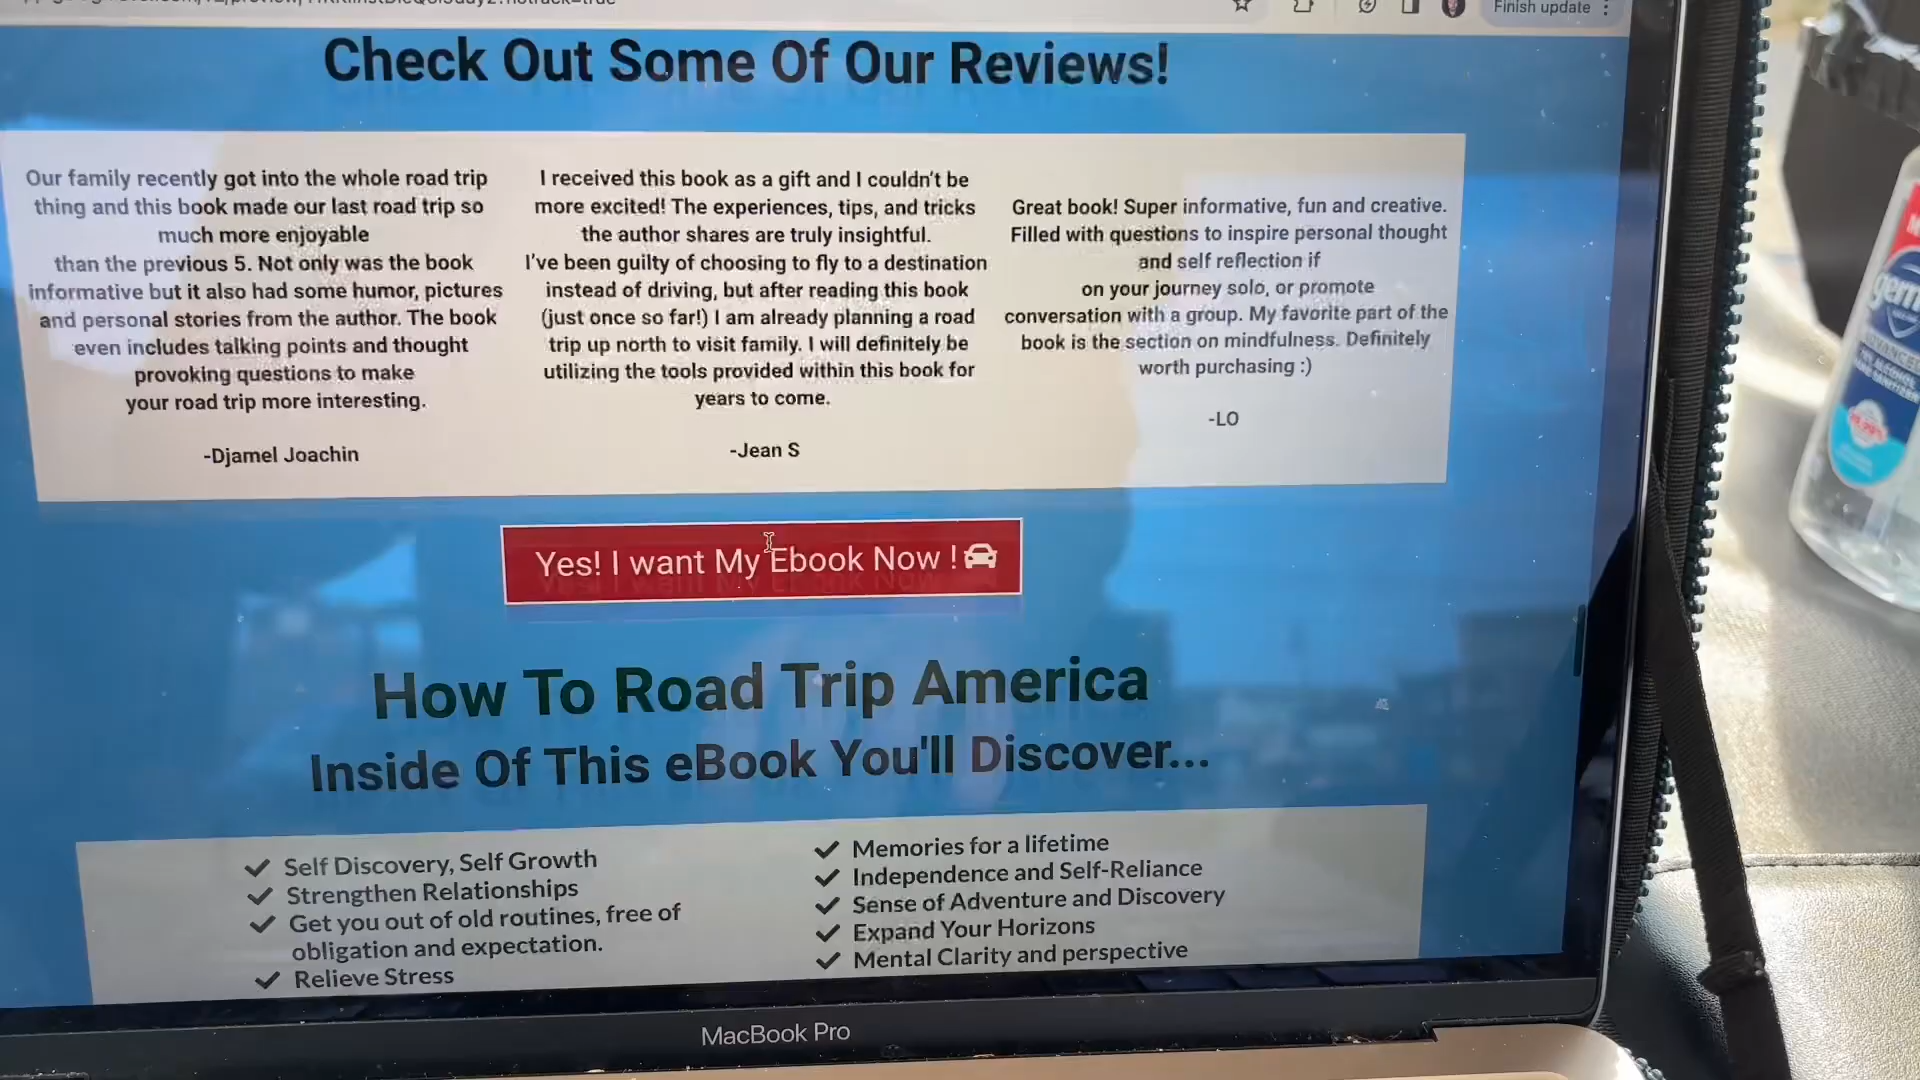 Finish update
Check Out Some Of Our Reviews!
Our family recently got into the whole road trip
thing and this book made our last road trip so
much more enjoyable
than the previous 5. Not only was the book
informative but it also had some humor, pictures
and personal stories from the author. The book
even includes talking points and thought
provoking questions to make
your road trip more interesting.
-Djamel Joachin
I received this book as a gift and I couldn't be
more excited! The experiences, tips, and tricks
the author shares are truly insightful.
I've been guilty of choosing to fly to a destination
instead of driving, but after reading this book
(just once so far!) I am already planning a road
trip up north to visit family. I will definitely be
utilizing the tools provided within this book for
years to come.
-Jean S
Great book! Super informative, fun and creative.
Filled with questions to inspire personal thought
and self reflection if
on your journey solo, or promote
conversation with a group. My favorite part of the
book is the section on mindfulness. Definitely
worth purchasing :)
-LO
Yes! I want My Ebook Now !
How To Road Trip America
Inside Of This eBook You'll Discover...
Self Discovery, Self Growth
Strengthen Relationships
Get you out of old routines, free of
obligation and expectation.
Relieve Stress
Memories for a lifetime
Independence and Self-Reliance
Sense of Adventure and Discovery
Expand Your Horizons
Mental Clarity and perspective
MacBook Pro